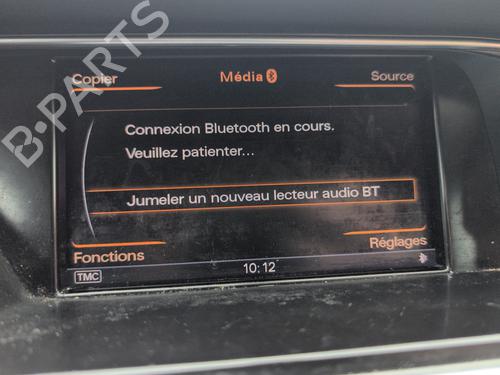 B-PARTS
Copier
Média
Source
Connexion Bluetooth en cours.
Veuillez patienter...
Jumeler un nouveau lecteur audio BT
Fonctions
Réglages
TMC
10:12